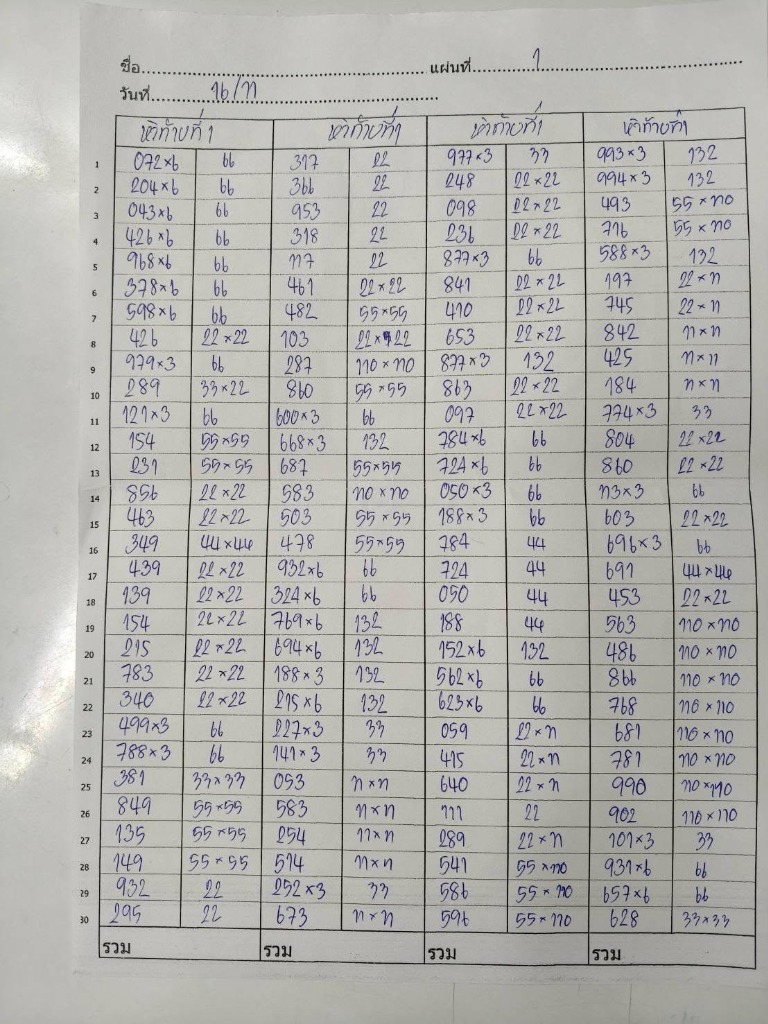 ชื่อ........ แผ่นที่....1....
วันที่....16/11....
หัก้ายที่1 หัก้ายที่1 หัก้ายที่1 หัก้ายที่1
1 072×6 66 317 22 977×3 33 993×3 132
2 204×6 66 366 22 248 22×22 994×3 132
3 043×6 66 953 22 098 22×22 493 55×110
4 426×6 66 318 22 236 22×22 716 55×110
5 968×6 66 117 22 877×3 66 588×3 132
6 378×6 66 461 22×22 841 22×22 197 22×11
7 598×6 66 482 55×55 410 22×22 745 22×11
8 426 22×22 103 22×22 653 22×22 842 11×11
9 979×3 66 287 110×110 877×3 132 425 11×11
10 289 33×22 860 55×55 863 22×22 184 11×11
11 121×3 66 600×3 66 097 22×22 774×3 33
12 154 55×55 668×3 132 784×6 66 804 22×22
13 231 55×55 687 55×55 724×6 66 860 22×22
14 856 22×22 583 110×110 050×3 66 113×3 66
15 463 22×22 503 55×55 188×3 66 603 22×22
16 349 44×44 478 55×55 784 44 696×3 66
17 439 22×22 932×6 66 724 44 691 44×44
18 139 22×22 324×6 66 050 44 453 22×22
19 154 22×22 769×6 132 188 44 563 110×110
20 215 22×22 694×6 132 152×6 132 486 110×110
21 783 22×22 188×3 132 562×6 66 866 110×110
22 340 22×22 215×6 132 623×6 66 768 110×110
23 499×3 66 227×3 33 059 22×11 681 110×110
24 788×3 66 141×3 33 415 22×11 781 110×110
25 381 33×33 053 11×11 640 22×11 990 110×110
26 849 55×55 583 11×11 111 22 902 110×110
27 135 55×55 254 11×11 289 22×11 101×3 33
28 149 55×55 514 11×11 541 55×110 931×6 66
29 932 22 252×3 33 586 55×110 657×6 66
30 295 22 673 11×11 596 55×110 628 33×33
รวม รวม รวม รวม